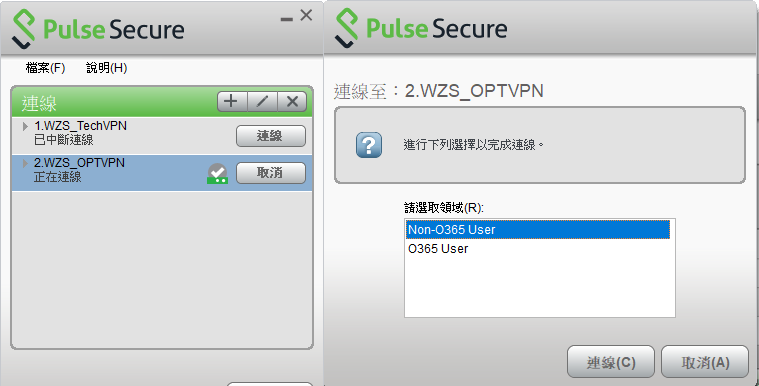 Pulse Secure
檔案(F) 說明(H)
連線
1.WZS_TechVPN
已中斷連線
連線
2.WZS_OPTVPN
正在連線
取消
Pulse Secure
連線至：2.WZS_OPTVPN
進行下列選擇以完成連線。
請選取領域(R):
Non-O365 User
O365 User
連線(C)
取消(A)